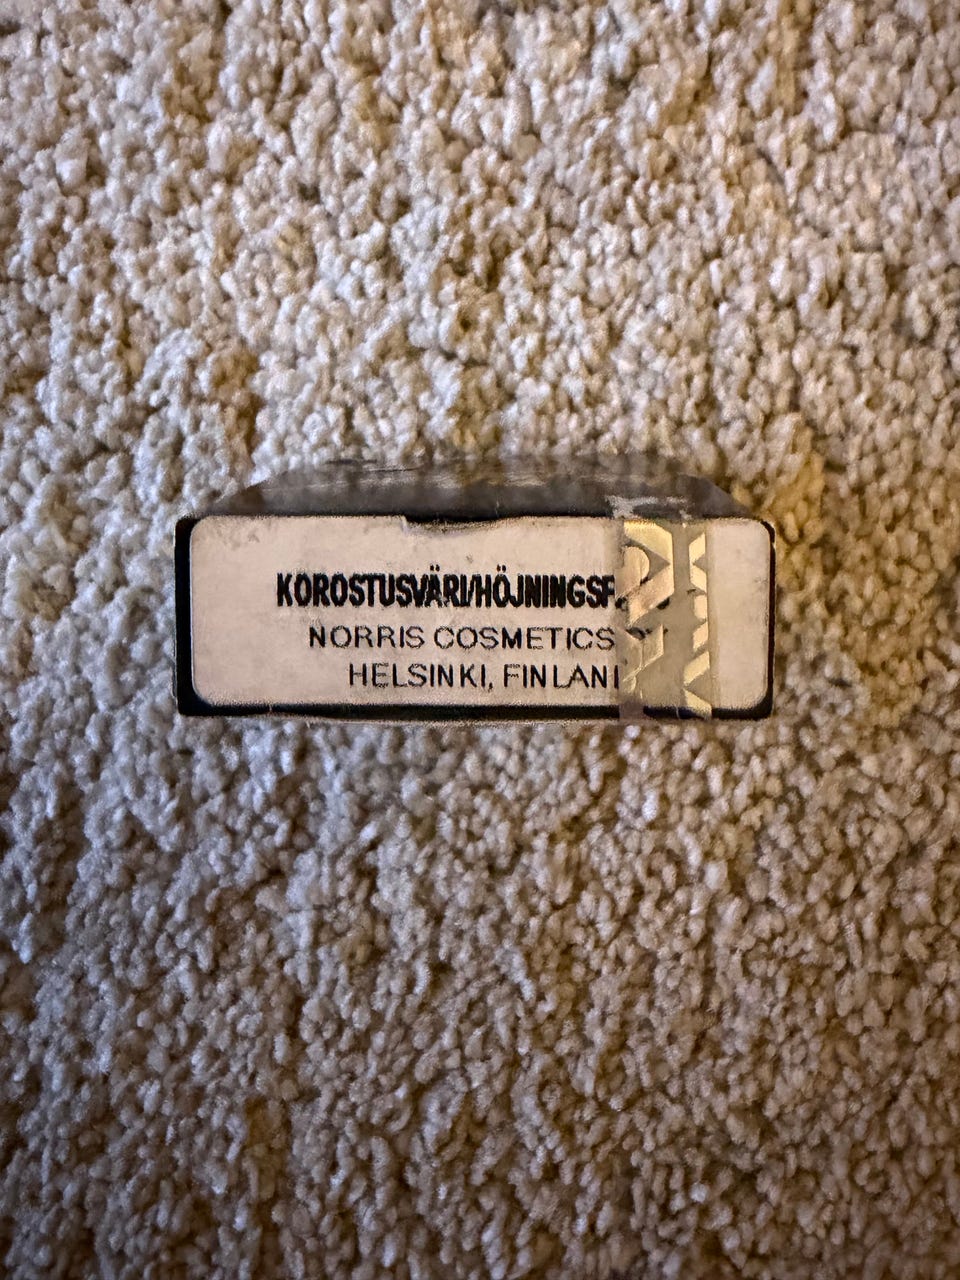 KOROSTUSVÄRI/HÖJNINGSF
NORRIS COSMETICS
HELSINKI, FINLAN